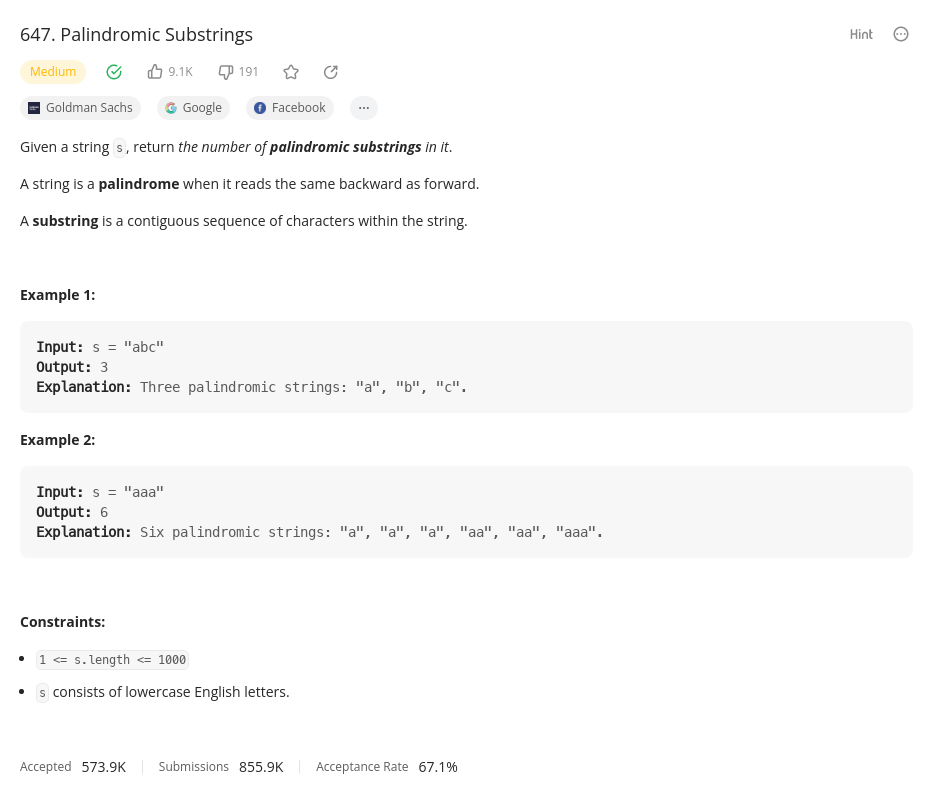 647. Palindromic Substrings
Hint
Medium 9.1K 191
Goldman Sachs Google Facebook ...
Given a string s, return the number of palindromic substrings in it.
A string is a palindrome when it reads the same backward as forward.
A substring is a contiguous sequence of characters within the string.
Example 1:
Input: s = "abc"
Output: 3
Explanation: Three palindromic strings: "a", "b", "c".
Example 2:
Input: s = "aaa"
Output: 6
Explanation: Six palindromic strings: "a", "a", "a", "aa", "aa", "aaa".
Constraints:
• 1 <= s.length <= 1000
• s consists of lowercase English letters.
Accepted 573.9K Submissions 855.9K Acceptance Rate 67.1%